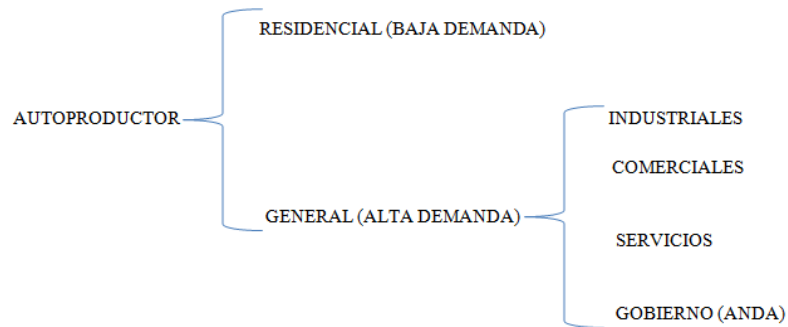 RESIDENCIAL (BAJA DEMANDA)
AUTOPRODUCTOR
INDUSTRIALES
COMERCIALES
GENERAL (ALTA DEMANDA)
SERVICIOS
GOBIERNO (ANDA)